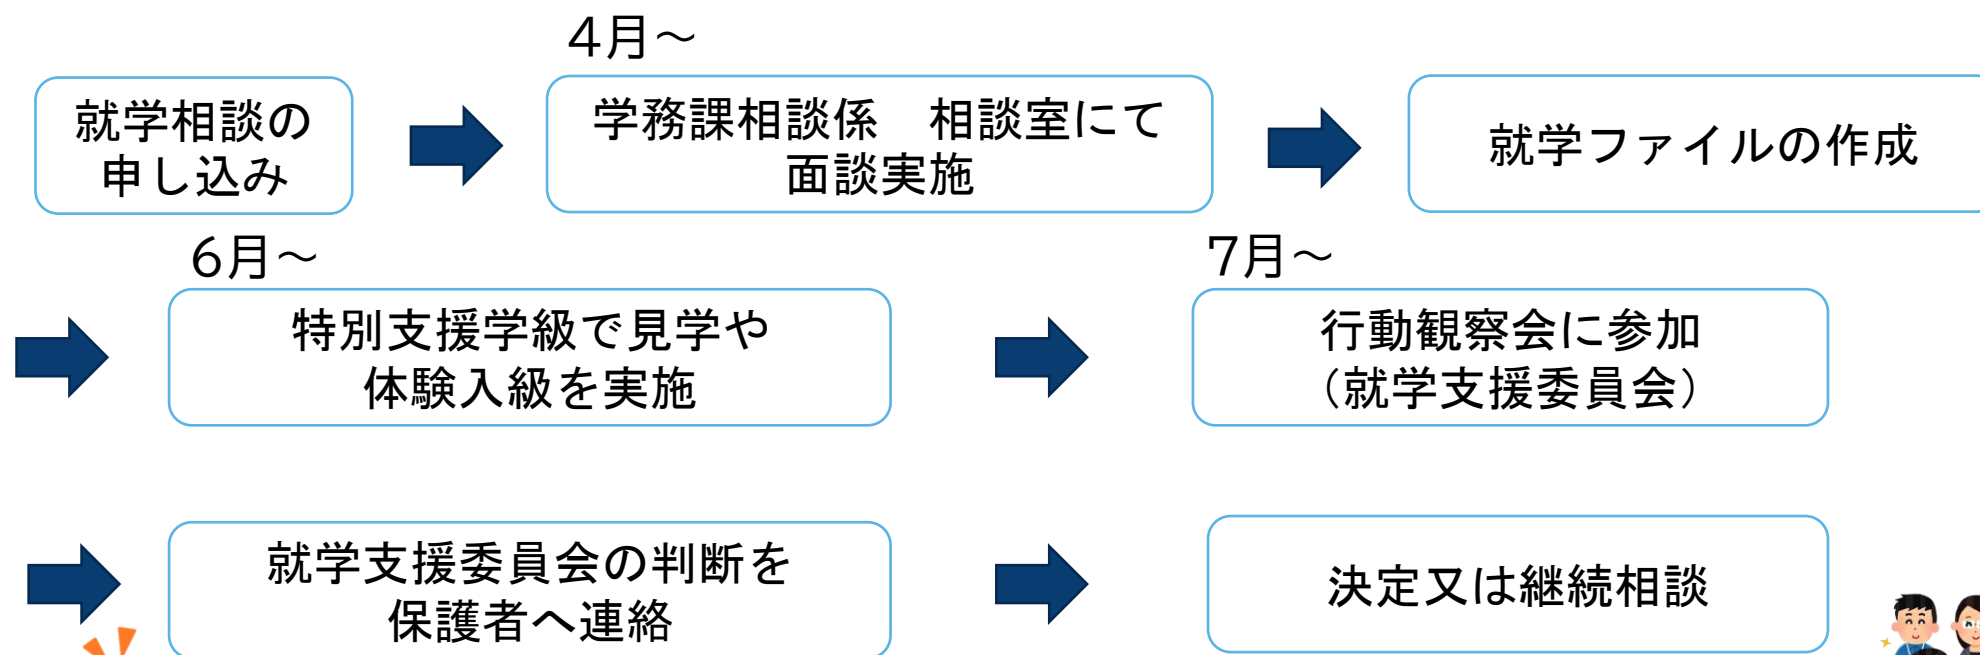 4月～
就学相談の
申し込み
学務課相談係　相談室にて
面談実施
就学ファイルの作成
6月～
特別支援学級で見学や
体験入級を実施
7月～
行動観察会に参加
（就学支援委員会）
就学支援委員会の判断を
保護者へ連絡
決定又は継続相談